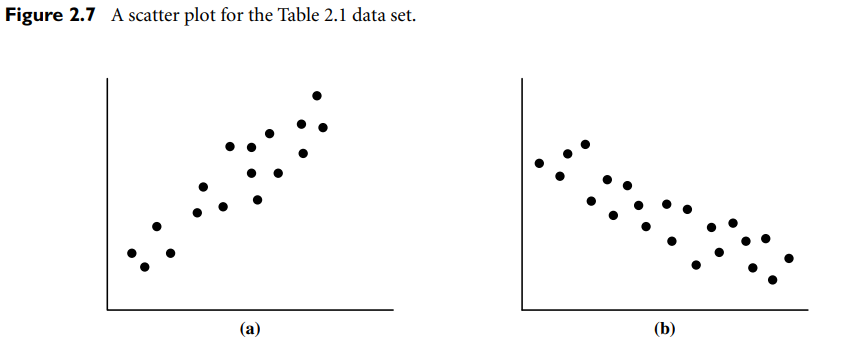 Figure 2.7 A scatter plot for the Table 2.1 data set.
(a) (b)